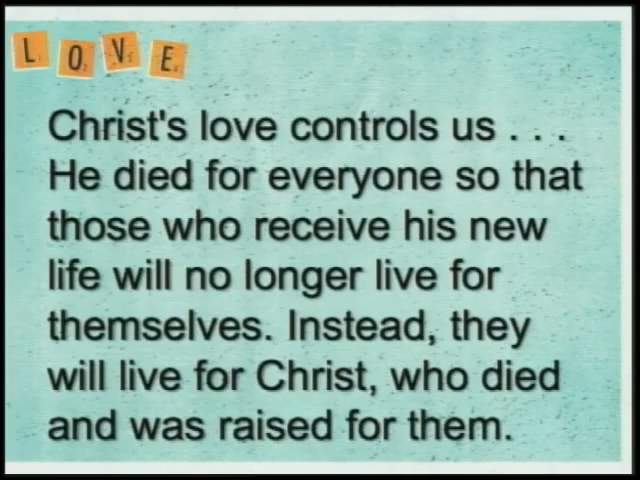 LOVE
Christ's love controls us . . .
He died for everyone so that
those who receive his new
life will no longer live for
themselves. Instead, they
will live for Christ, who died
and was raised for them.